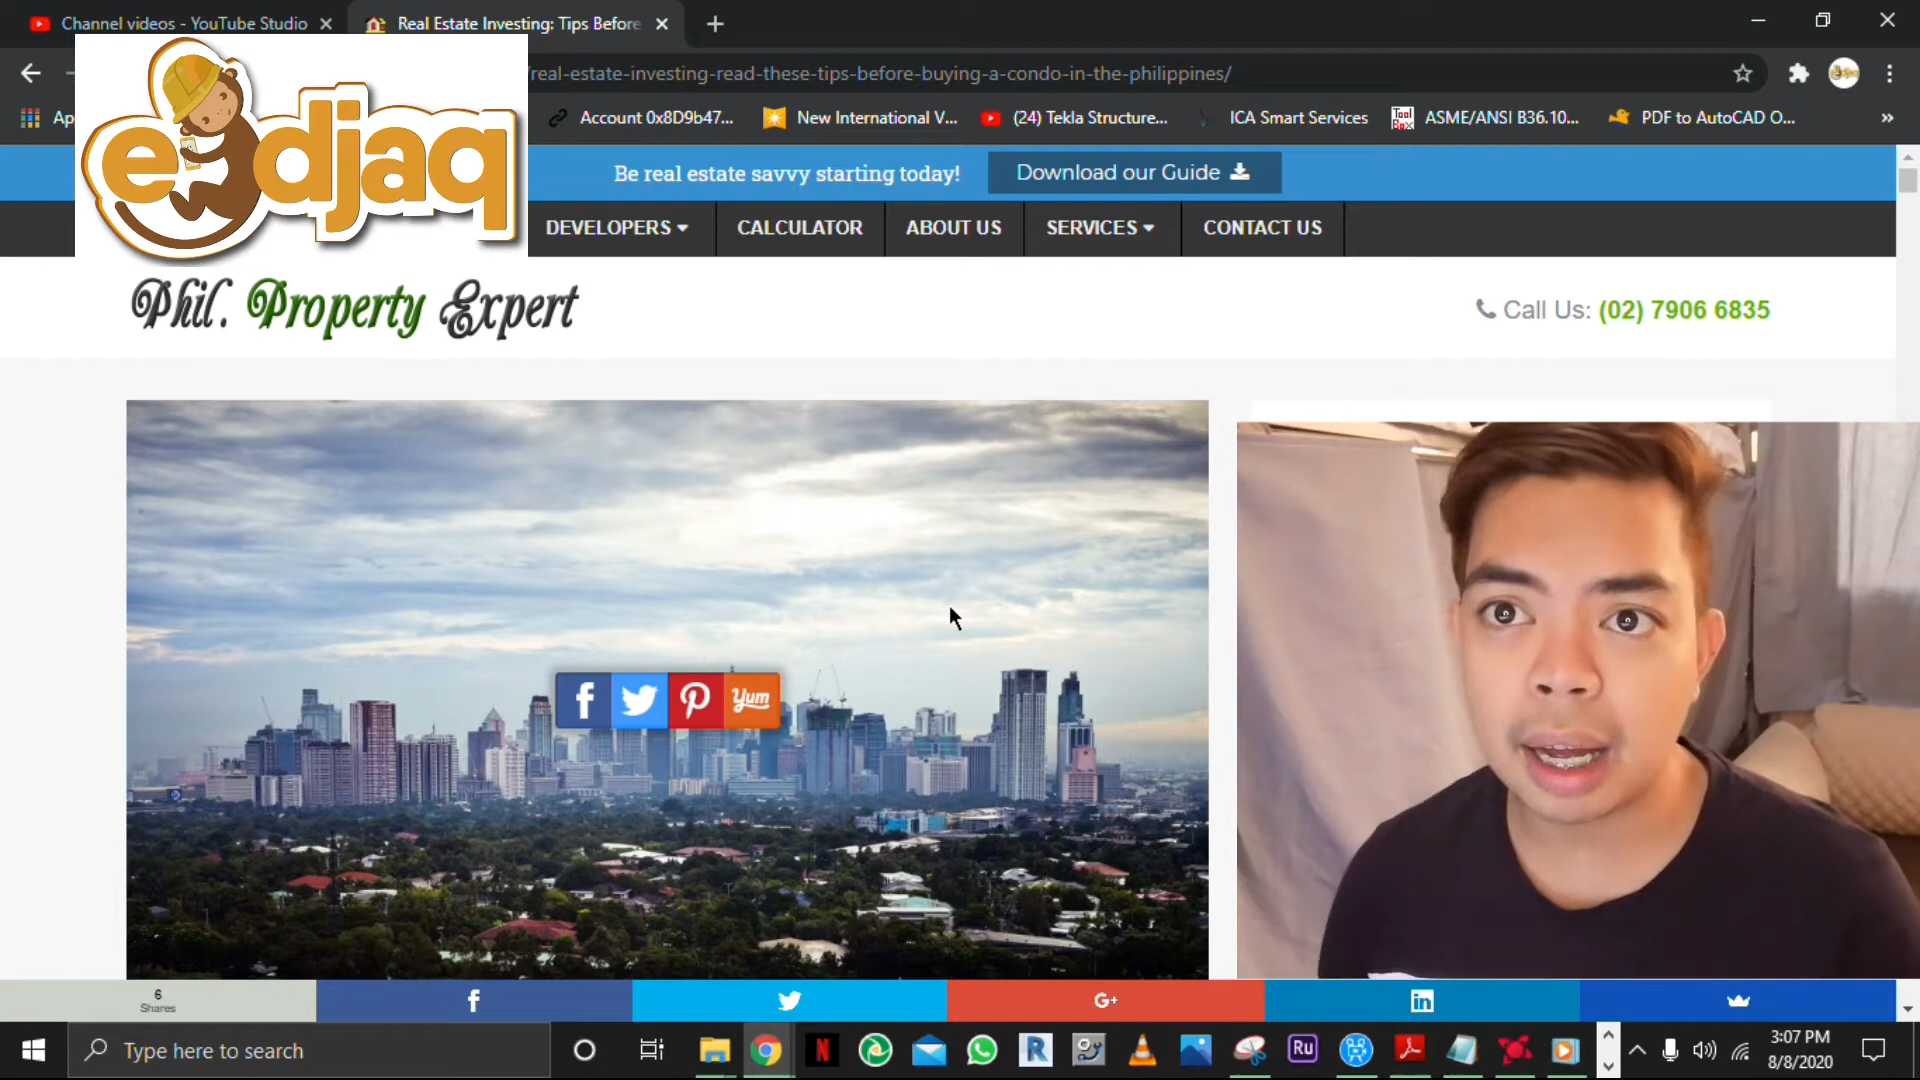 Channel videos - YouTube Studio
Real Estate Investing: Tips Before
/real-estate-investing-read-these-tips-before-buying-a-condo-in-the-philippines/
Account 0x8D9b47...
New International V...
(24) Tekla Structure...
ICA Smart Services
Tool Box
ASME/ANSI B36.10...
PDF to AutoCAD O...
edjaq
Be real estate savvy starting today!
Download our Guide
DEVELOPERS
CALCULATOR
ABOUT US
SERVICES
CONTACT US
Phil. Property Expert
Call Us: (02) 7906 6835
Yum
6
Shares
G+
in
Type here to search
N
R
Ru
3:07 PM
8/8/2020